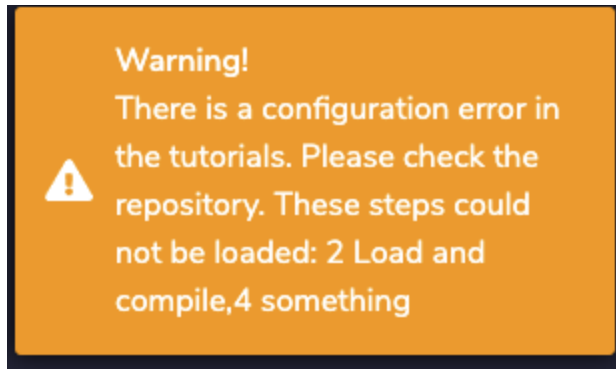 Warning!
There is a configuration error in
the tutorials. Please check the
repository. These steps could
not be loaded: 2 Load and
compile,4 something